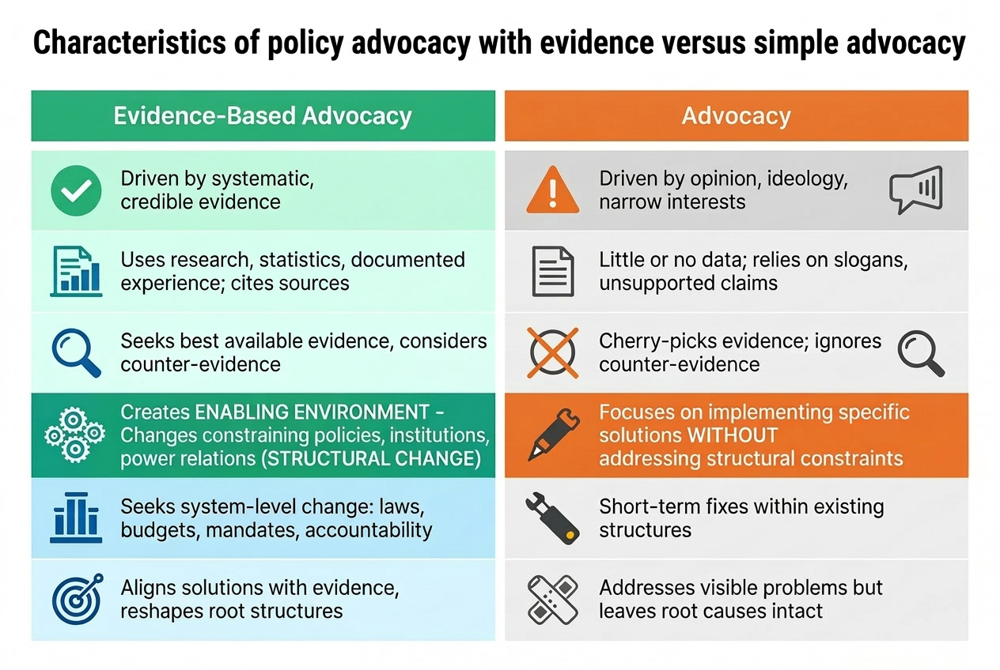 Characteristics of policy advocacy with evidence versus simple advocacy
Evidence-Based Advocacy
Driven by systematic,
credible evidence
Uses research, statistics, documented
experience; cites sources
Seeks best available evidence, considers
counter-evidence
Creates ENABLING ENVIRONMENT –
Changes constraining policies, institutions,
power relations (STRUCTURAL CHANGE)
Seeks system-level change: laws,
budgets, mandates, accountability
Aligns solutions with evidence,
reshapes root structures
Advocacy
Driven by opinion, ideology,
narrow interests
Little or no data; relies on slogans,
unsupported claims
Cherry-picks evidence; ignores
counter-evidence
Focuses on implementing specific
solutions WITHOUT
addressing structural constraints
Short-term fixes within existing
structures
Addresses visible problems but
leaves root causes intact